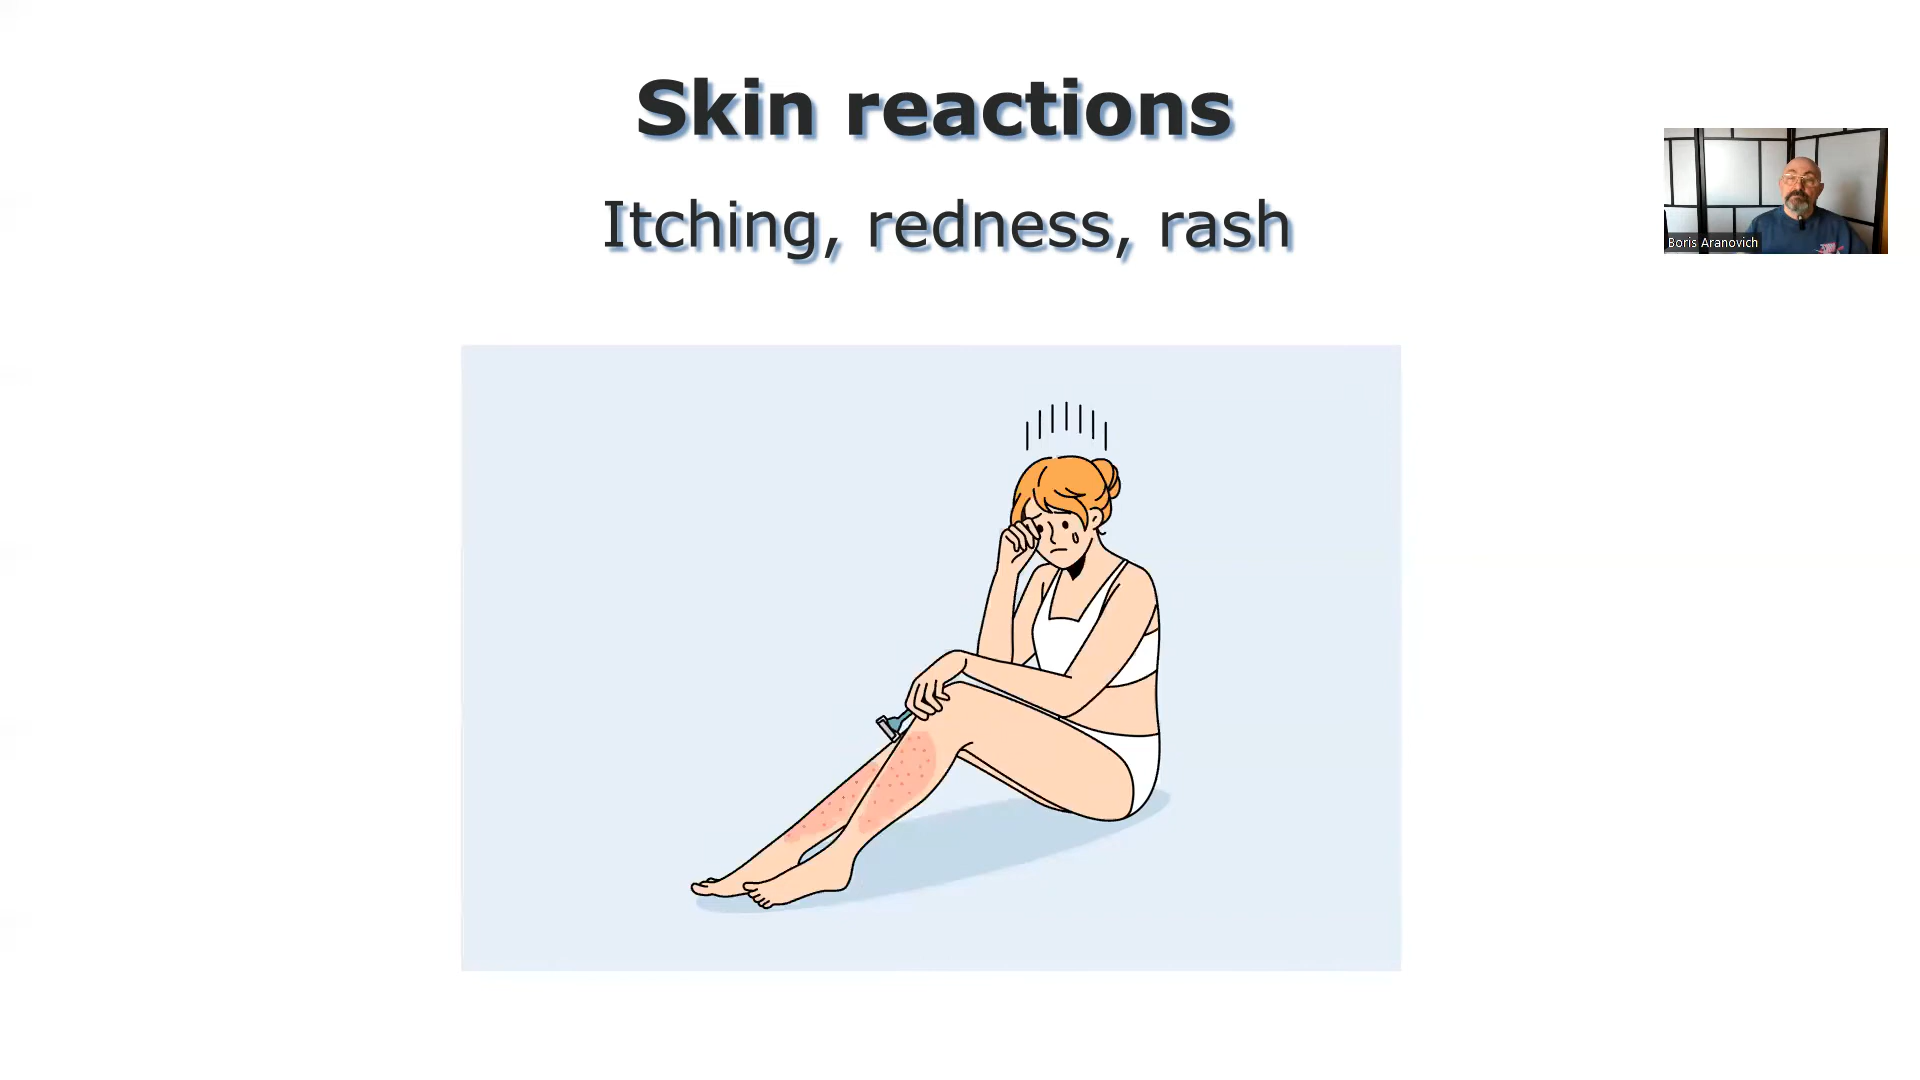 Skin reactions
Itching, redness, rash
Boris Aranovich